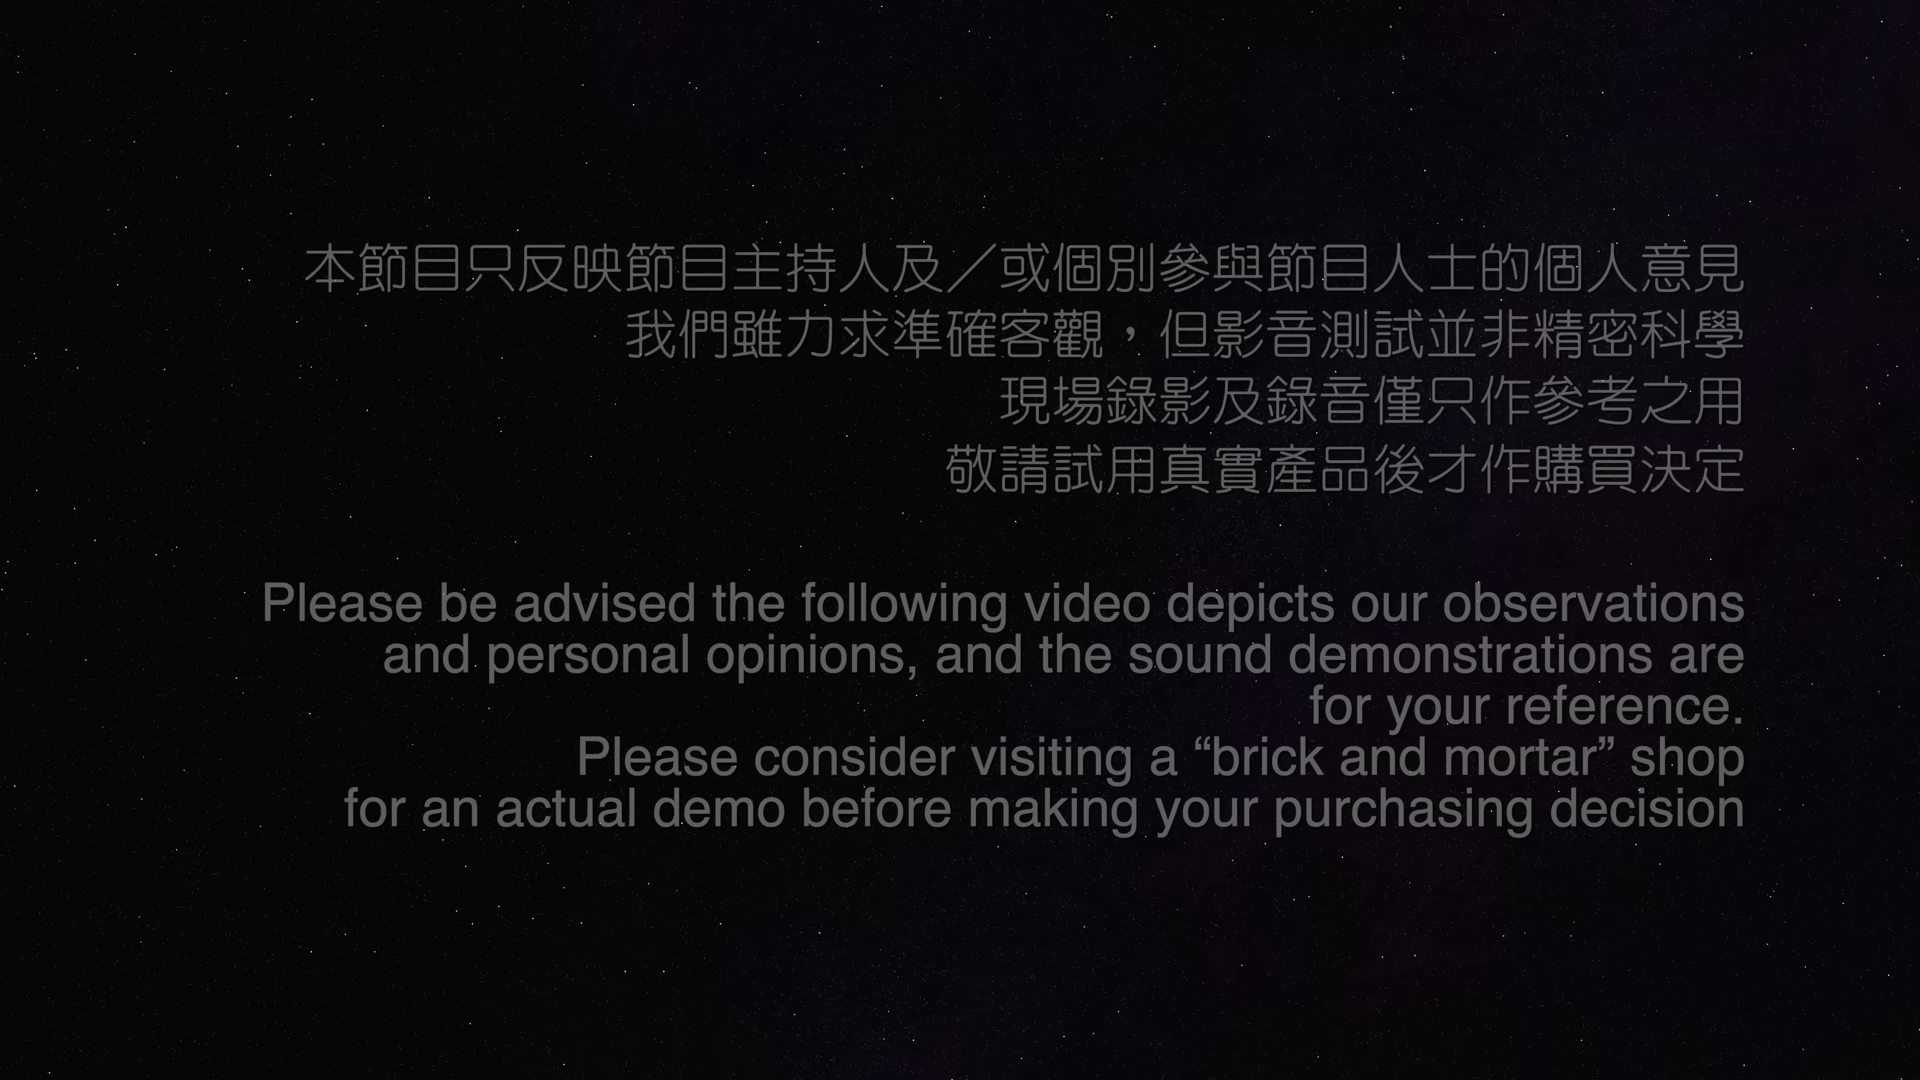 本節目只反映節目主持人及／或個別參與節目人士的個人意見
我們雖力求準確客觀，但影音測試並非精密科學
現場錄影及錄音僅只作參考之用
敬請試用真實產品後才作購買決定
Please be advised the following video depicts our observations
and personal opinions, and the sound demonstrations are
for your reference.
Please consider visiting a “brick and mortar” shop
for an actual demo before making your purchasing decision